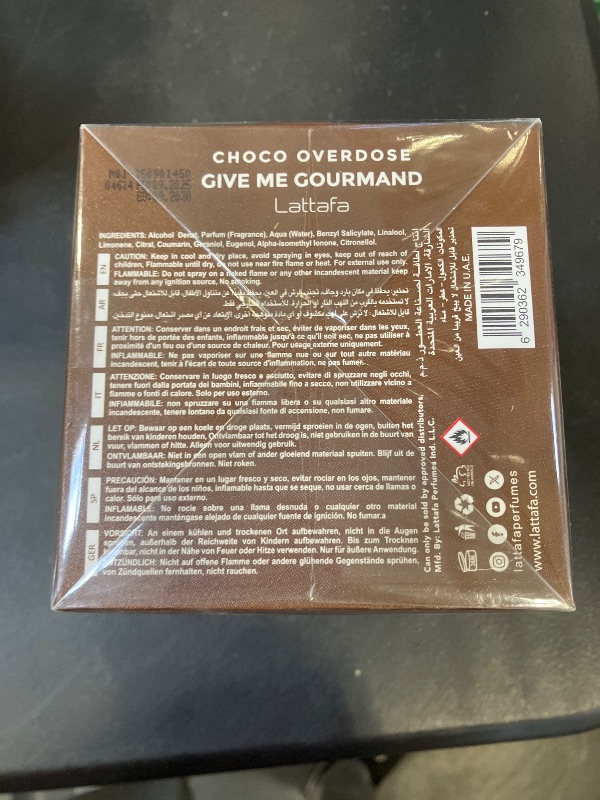 CHOCO OVERDOSE
GIVE ME GOURMAND
Lattafa
INGREDIENTS: Alcohol Denat, Parfum (Fragrance), Aqua (Water), Benzyl Salicylate, Linalool,
Limonene, Citral, Coumarin, Geraniol, Eugenol, Alpha-isomethyl Ionone, Citronellol.
EN
CAUTION: Keep in cool and dry place, avoid spraying in eyes, keep out of reach of
children, Flammable until dry, do not use near fire flame or heat. For external use only.
FLAMMABLE: Do not spray on a naked flame or any other incandescent material keep
away from any ignition source, No smoking.
AR
FR
ATTENTION: Conserver dans un endroit frais et sec, éviter de vaporiser dans les yeux,
tenir hors de portée des enfants, inflammable jusqu'à ce qu'il soit sec, ne pas utiliser à
proximité d'un feu ou d'une source de chaleur. Pour usage externe uniquement.
INFLAMMABLE: Ne pas vaporiser sur une flamme nue ou sur tout autre matériau
incandescent, tenir à l'écart de toute source d'inflammation, ne pas fumer.
IT
ATTENZIONE: Conservare in luogo fresco e asciutto, evitare di spruzzare negli occhi,
tenere fuori dalla portata dei bambini, infiammabile fino a secco, non utilizzare vicino a
fiamme o fonti di calore. Solo per uso esterno.
INFIAMMABILE: non spruzzare su una fiamma libera o su qualsiasi altro materiale
incandescente, tenere lontano da qualsiasi fonte di accensione, non fumare.
NL
LET OP: Bewaar op een koele en droge plaats, vermijd sproeien in de ogen, buiten het
bereik van kinderen houden, Ontvlambaar tot het droog is, niet gebruiken in de buurt van
vuur, vlammen of hitte. Alleen voor uitwendig gebruik.
ONTVLAMBAAR: Niet in een open vlam of ander gloeiend materiaal spuiten. Blijf uit de
buurt van ontstekingsbronnen. Niet roken.
SP
PRECAUCIÓN: Mantener en un lugar fresco y seco, evitar rociar en los ojos, mantener
fuera del alcance de los niños, inflamable hasta que se seque, no usar cerca de llamas o
calor. Sólo para uso externo.
INFLAMABLE: No rocíe sobre una llama desnuda o cualquier otro material
incandescente manténgase alejado de cualquier fuente de ignición. No fumar.a
GER
VORSICHT: An einem kühlen und trockenen Ort aufbewahren, nicht in die Augen
sprühen, außerhalb der Reichweite von Kindern aufbewahren. Bis zum Trocknen
brennbar, nicht in der Nähe von Feuer oder Hitze verwenden. Nur für äußere Anwendung.
ENTZÜNDLICH: Nicht auf offene Flamme oder andere glühende Gegenstände sprühen,
von Zündquellen fernhalten, nicht rauchen.
Can only be sold by approved distributors.
Mfd. By: Lattafa Perfumes Ind. L.L.C.
MADE IN U.A.E.
6 290362 349679
lattafaperfumes
www.lattafa.com